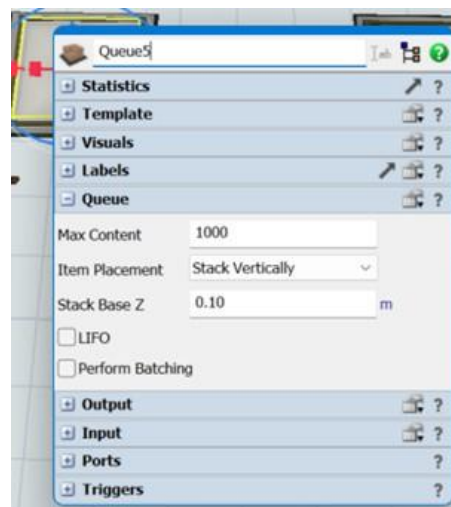 Queue5
Statistics
?
Template
?
Visuals
?
Labels
?
Queue
?
Max Content 1000
Item Placement Stack Vertically
Stack Base Z 0.10 m
LIFO
Perform Batching
Output
?
Input
?
Ports
?
Triggers
?